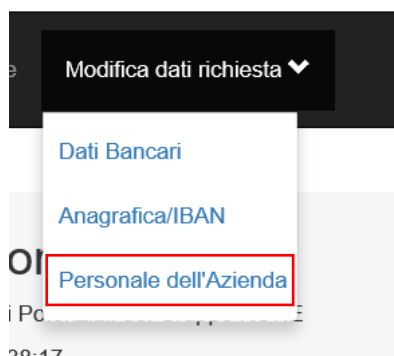 e Modifica dati richiesta
Dati Bancari
Anagrafica/IBAN
Personale dell'Azienda